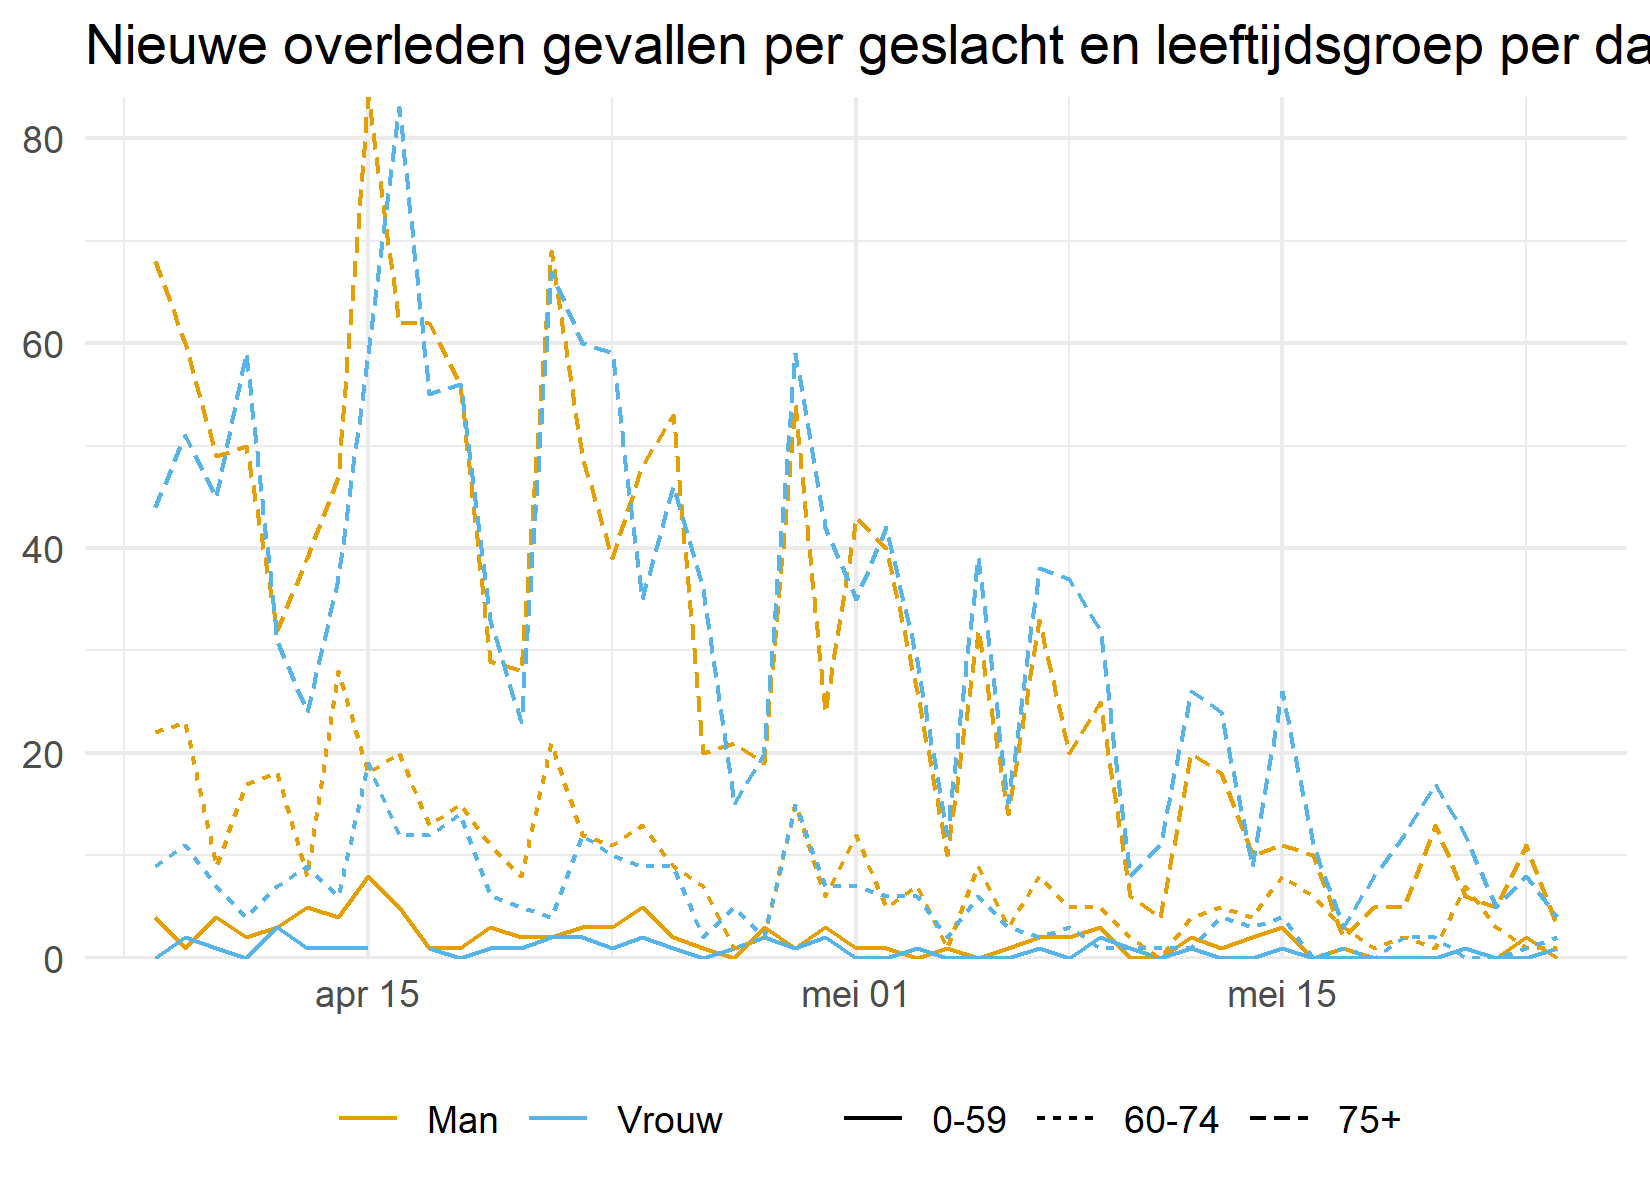 Nieuwe overleden gevallen per geslacht en leeftijdsgroep per da
80
60
40
20
0
apr 15 mei 01 mei 15
Man Vrouw 0-59 60-74 75+